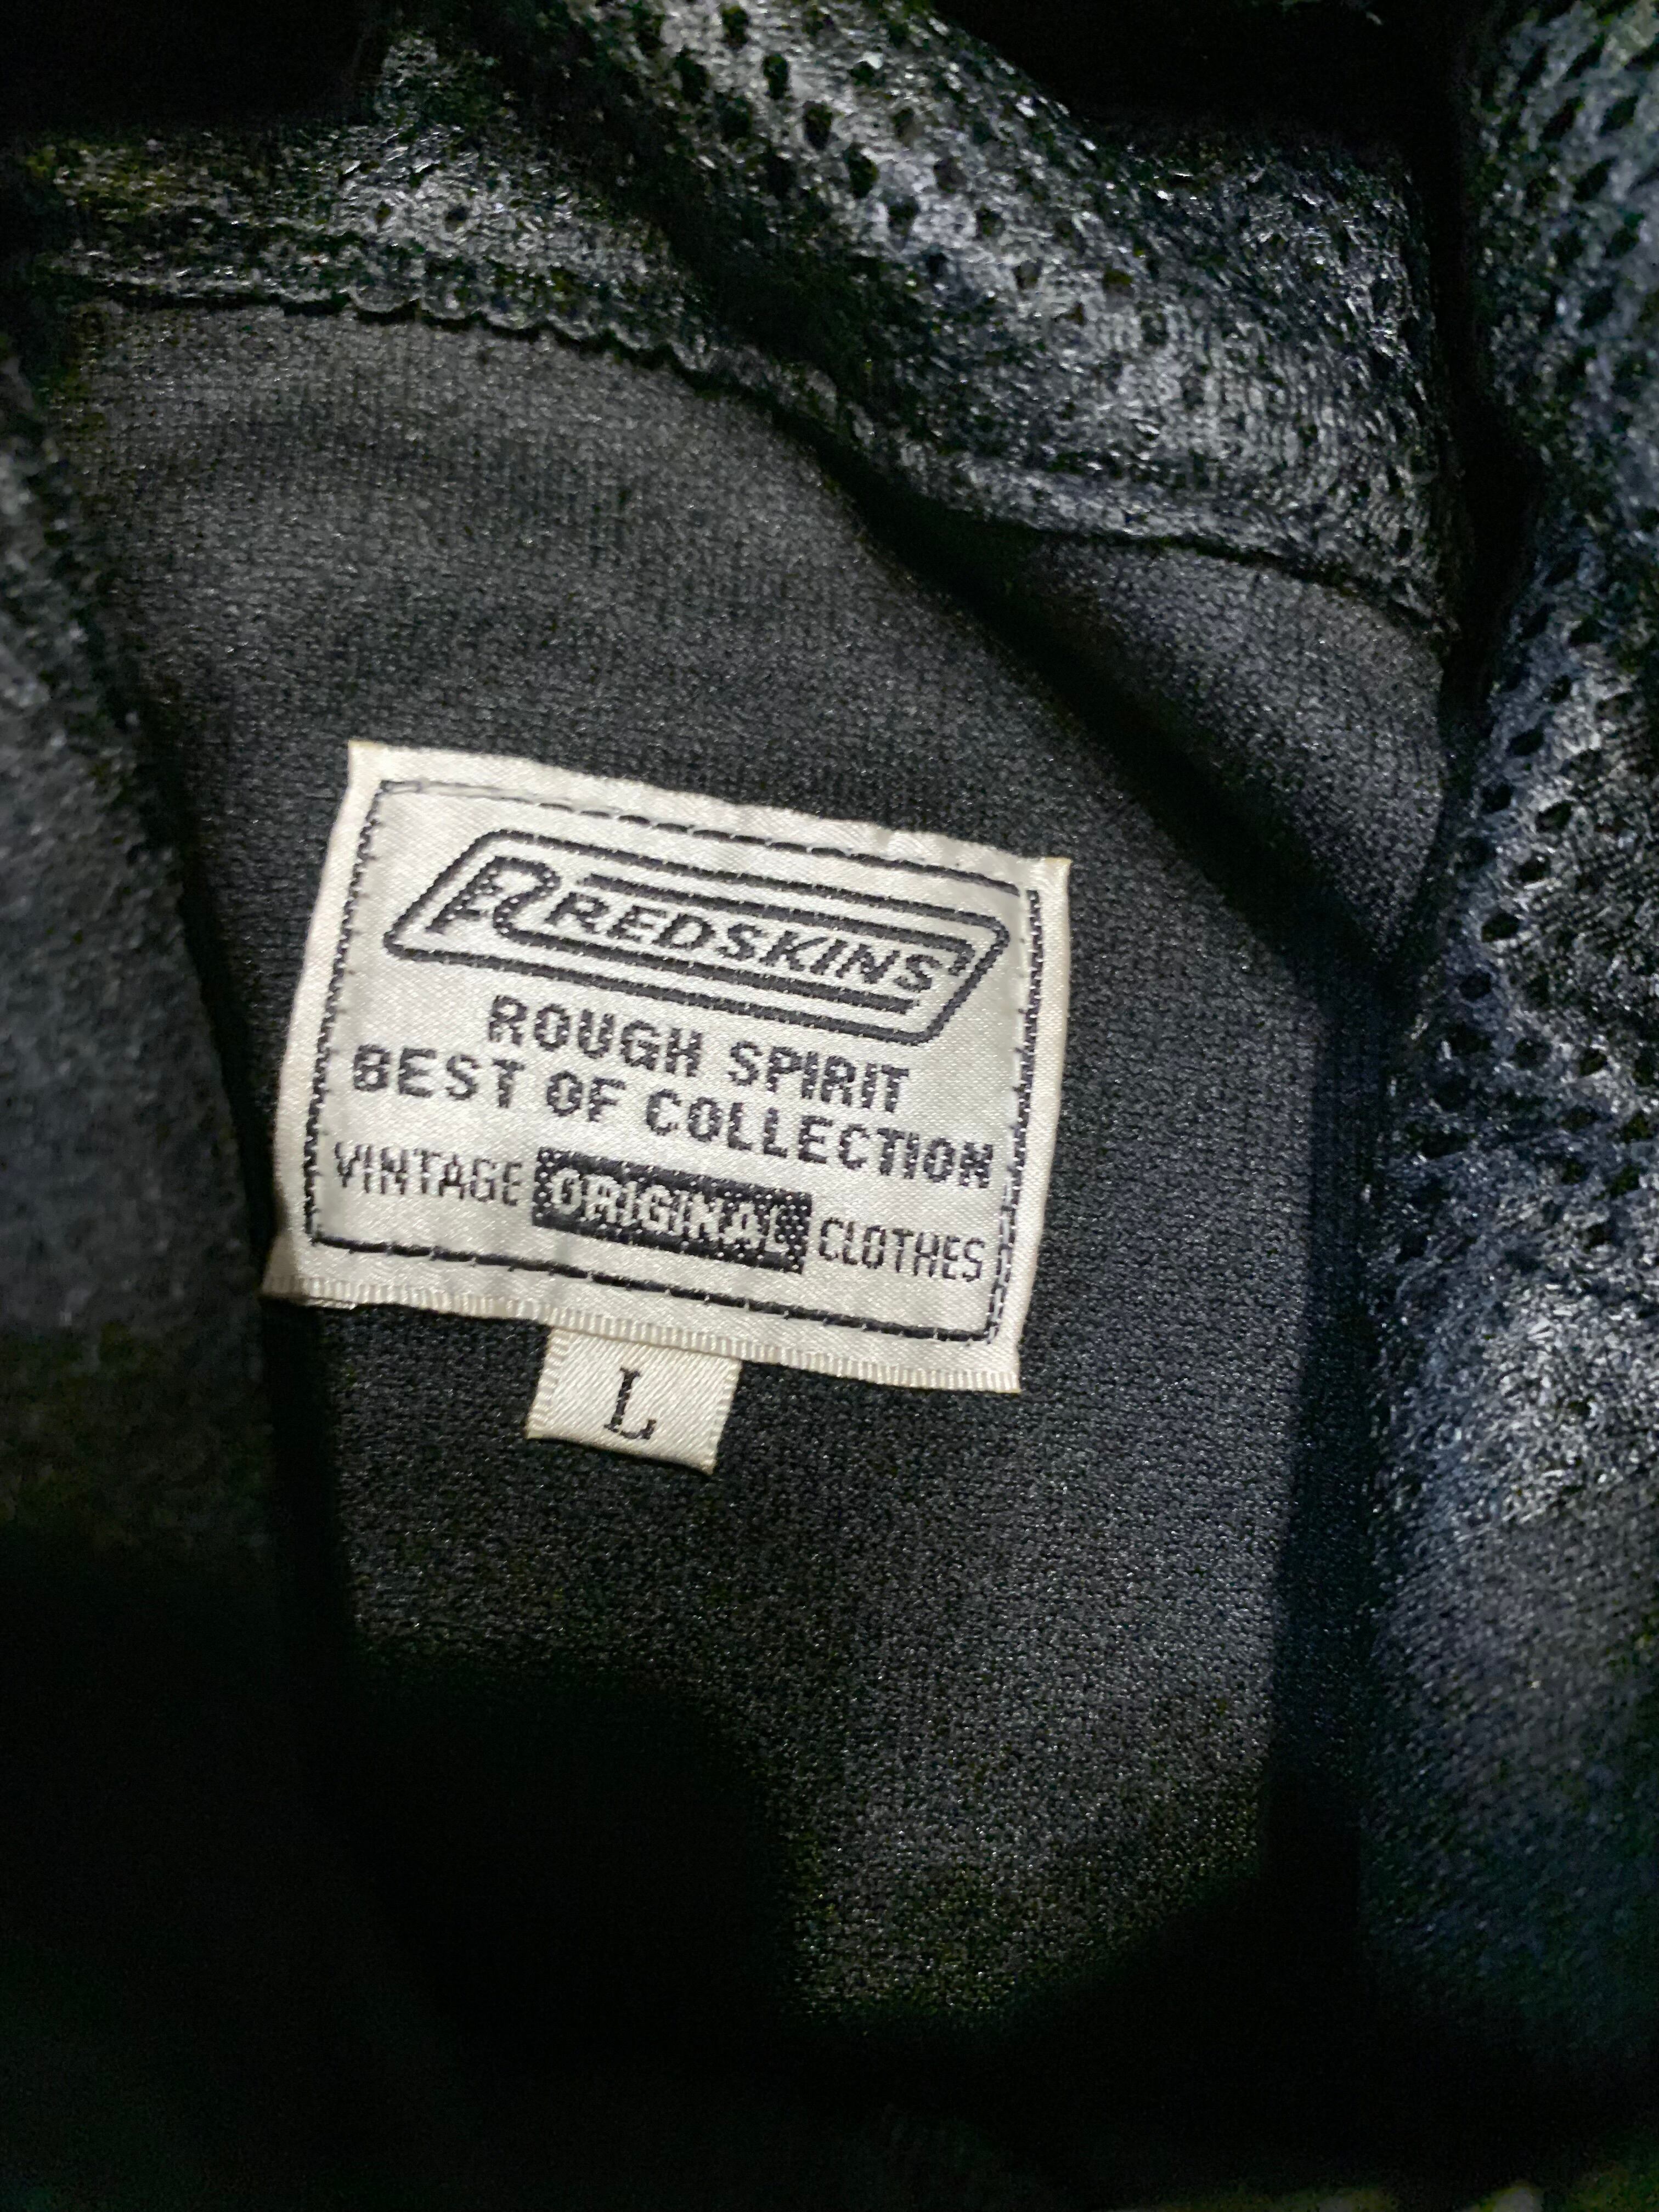 R REDSKINS
ROUGH SPIRIT
BEST OF COLLECTION
VINTAGE ORIGINAL CLOTHES
L